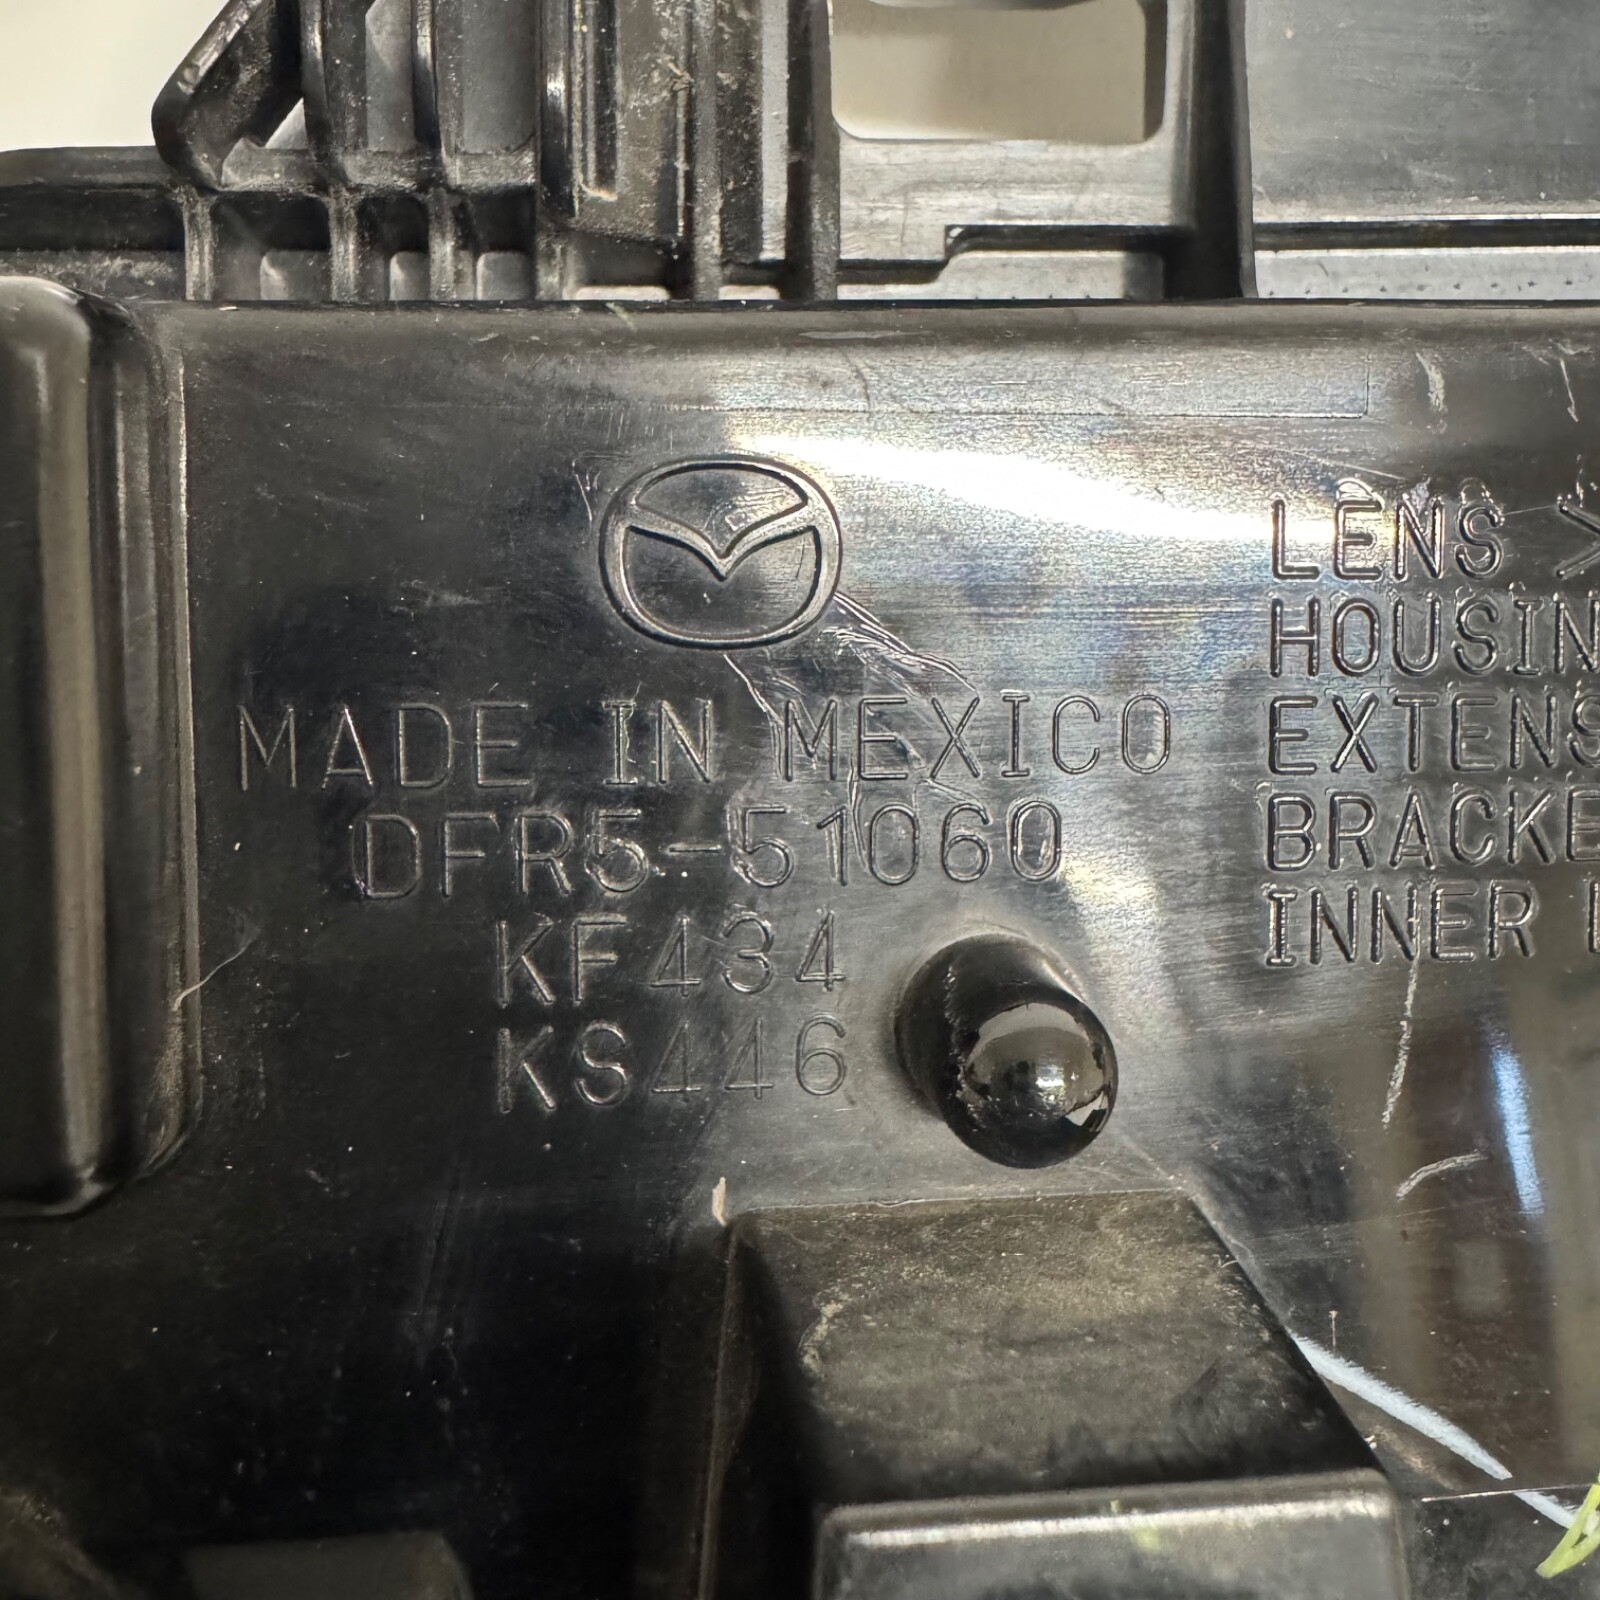 MADE IN MEXICO
DFR5-51060
KF434
KS446
LENS >
HOUSIN
EXTENS
BRACKE
INNER